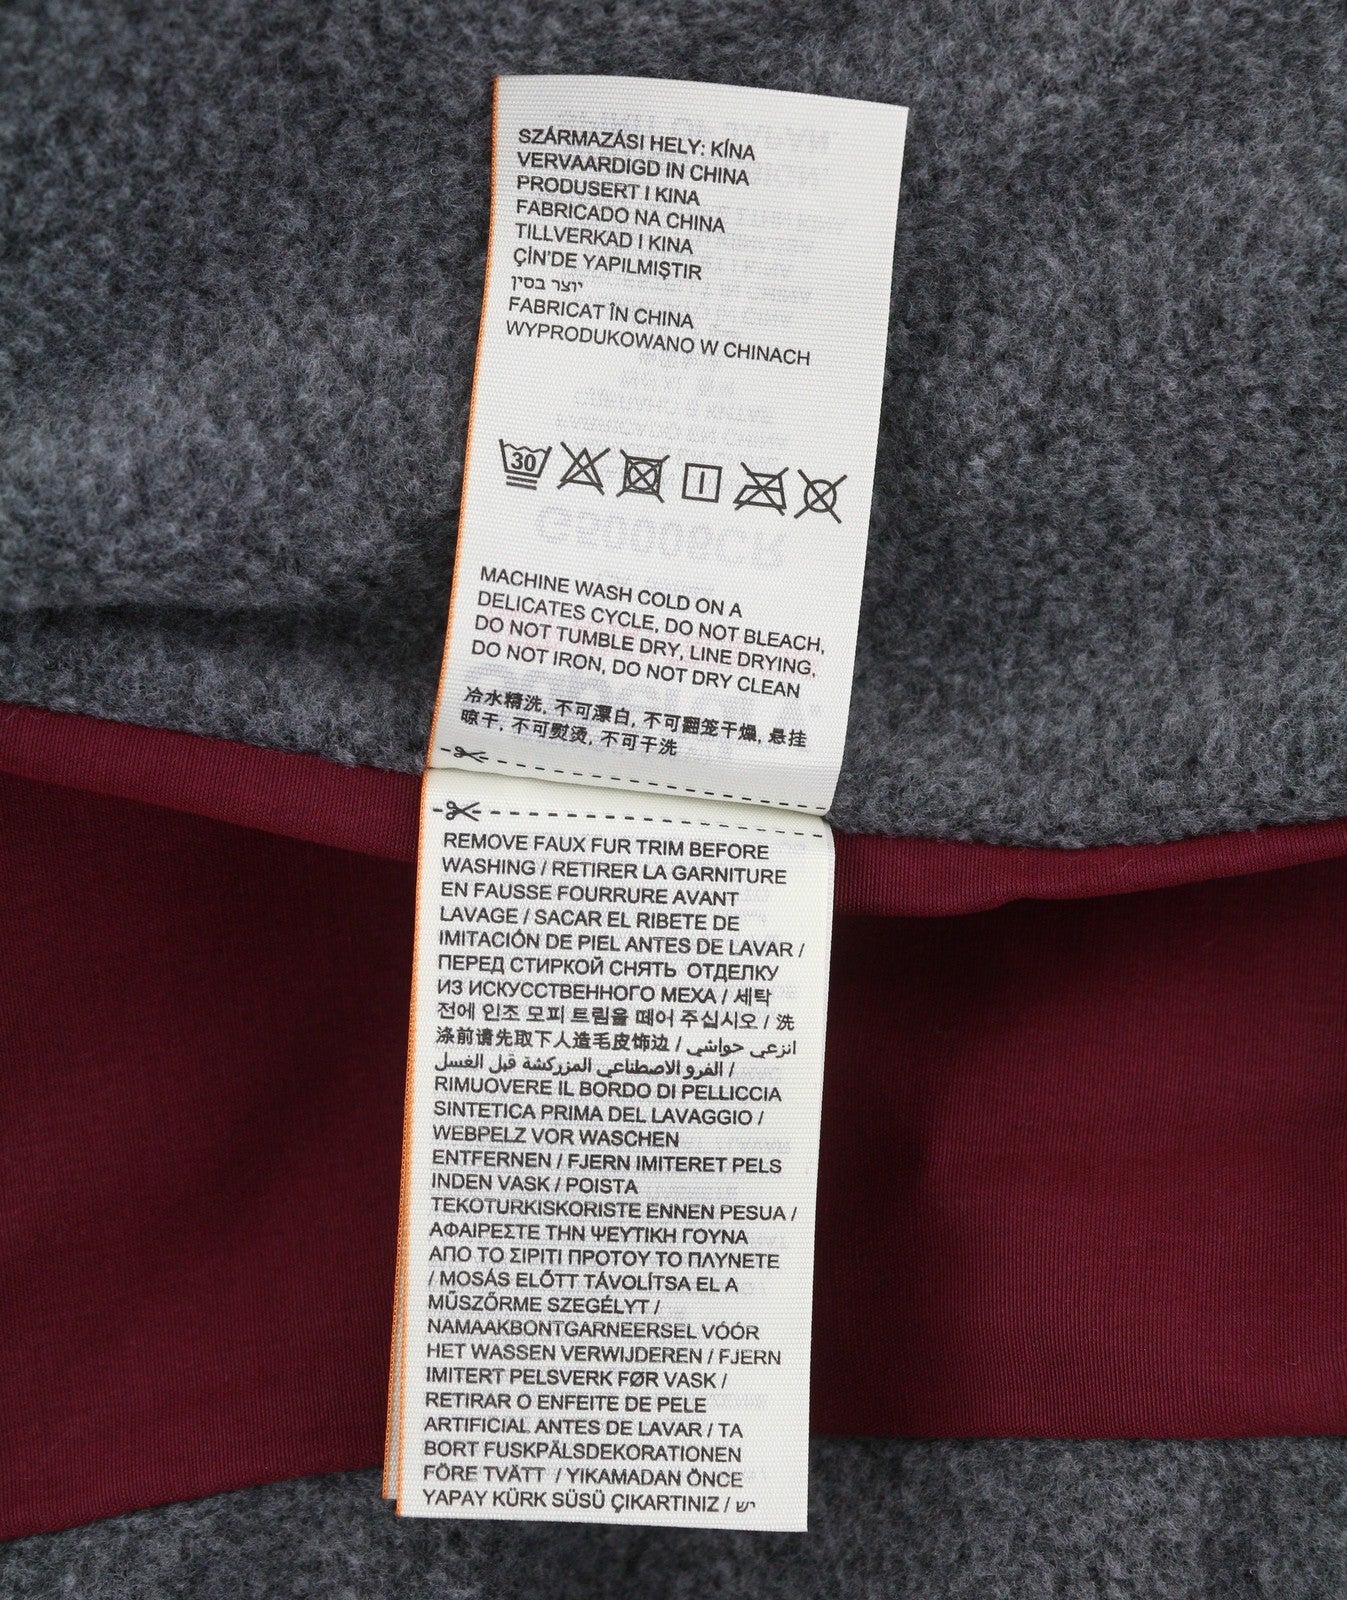 SZÁRMAZÁSI HELY: KÍNA
VERVAARDIGD IN CHINA
PRODUSERT I KINA
FABRICADO NA CHINA
TILLVERKAD I KINA
ÇİN'DE YAPILMIŞTIR
יוצר בסין
FABRICAT ÎN CHINA
WYPRODUKOWANO W CHINACH
30
MACHINE WASH COLD ON A
DELICATES CYCLE, DO NOT BLEACH,
DO NOT TUMBLE DRY, LINE DRYING,
DO NOT IRON, DO NOT DRY CLEAN
冷水精洗, 不可漂白, 不可翻笼干燥, 悬挂
晾干, 不可熨烫, 不可干洗
REMOVE FAUX FUR TRIM BEFORE
WASHING / RETIRER LA GARNITURE
EN FAUSSE FOURRURE AVANT
LAVAGE / SACAR EL RIBETE DE
IMITACIÓN DE PIEL ANTES DE LAVAR /
ПЕРЕД СТИРКОЙ СНЯТЬ ОТДЕЛКУ
ИЗ ИСКУССТВЕННОГО МЕХА / 세탁
전에 인조 모피 트림을 떼어 주십시오 / 洗
涤前请先取下人造毛皮饰边 / انزعي حواشي
الفرو الاصطناعي المزركشة قبل الغسل /
RIMUOVERE IL BORDO DI PELLICCIA
SINTETICA PRIMA DEL LAVAGGIO /
WEBPELZ VOR WASCHEN
ENTFERNEN / FJERN IMITERET PELS
INDEN VASK / POISTA
TEKOTURKISKORISTE ENNEN PESUA /
ΑΦΑΙΡΕΣΤΕ ΤΗΝ ΨΕΥΤΙΚΗ ΓΟΥΝΑ
ΑΠΟ ΤΟ ΣΙΡΙΤΙ ΠΡΟΤΟΥ ΤΟ ΠΛΥΝΕΤΕ
/ MOSÁS ELŐTT TÁVOLÍTSA EL A
MŰSZŐRME SZEGÉLYT /
NAMAAKBONTGARNEERSEL VÓÓR
HET WASSEN VERWIJDEREN / FJERN
IMITERT PELSVERK FØR VASK /
RETIRAR O ENFEITE DE PELE
ARTIFICIAL ANTES DE LAVAR / TA
BORT FUSKPÄLSDEKORATIONEN
FÖRE TVÄTT / YIKAMADAN ÖNCE
YAPAY KÜRK SÜSÜ ÇIKARTINIZ / יש